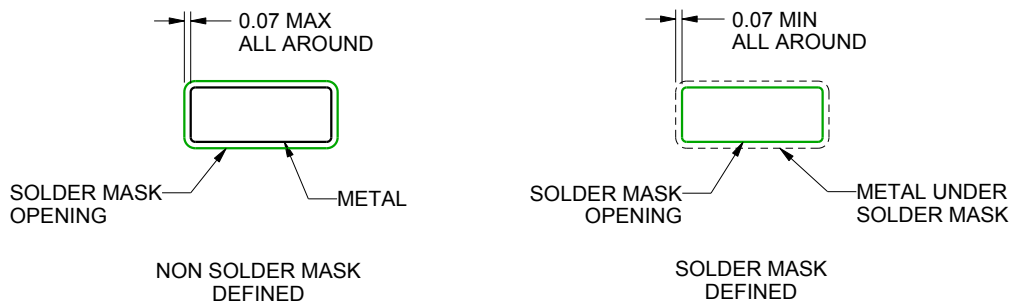 0.07 MAX
ALL AROUND
SOLDER MASK
OPENING
METAL
NON SOLDER MASK
DEFINED
0.07 MIN
ALL AROUND
SOLDER MASK
OPENING
METAL UNDER
SOLDER MASK
SOLDER MASK
DEFINED